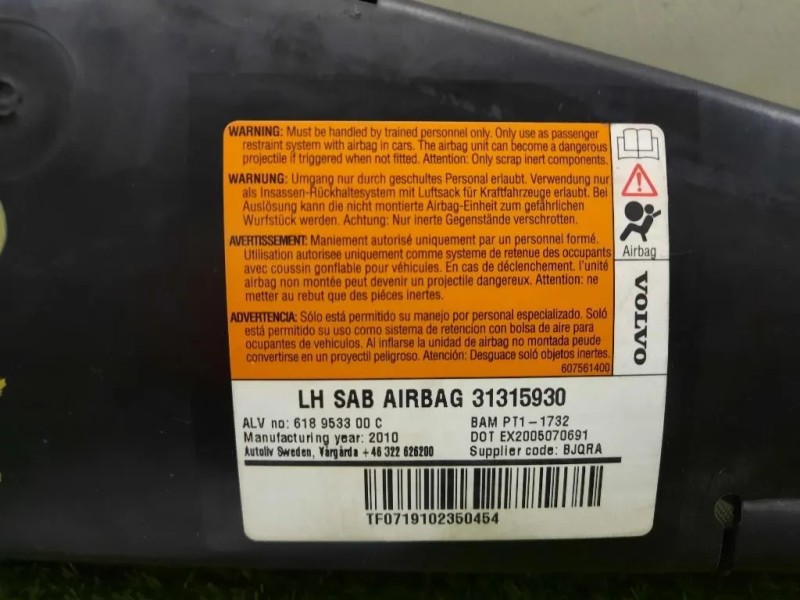 WARNING: Must be handled by trained personnel only. Only use as passenger
restraint system with airbag in cars. The airbag unit can become a dangerous
projectile if triggered when not fitted. Attention: Only scrap inert components.
WARNUNG: Umgang nur durch geschultes Personal erlaubt. Verwendung nur
als Insassen-Rückhaltesystem mit Luftsack für Kraftfahrzeuge erlaubt. Bei
Auslösung kann die nicht montierte Airbag-Einheit zum gefährlichen
Wurfstück werden. Achtung: Nur inerte Gegenstände verschrotten.
AVERTISSEMENT: Maniement autorisé uniquement par un personnel formé.
Utilisation autorisee uniquement comme systeme de retenue des occupants
avec coussin gonflable pour véhicules. En cas de déclenchement. l'unité
airbag non montée peut devenir un projectile dangereux. Attention: ne
metter au rebut que des piéces inertes.
ADVERTENCIA: Sólo está permitido su manejo por personal especializado. Soló
está permitido su uso como sistema de retención con bolsa de aire para
ocupantes de vehículos. Al inflarse la unidad de airbag no montada peude
convertirse en un proyectil peligroso. Atención: Desguace soló objetos inertes.
607561400
Airbag
VOLVO
LH SAB AIRBAG 31315930
ALV no: 618 9533 00 C
BAM PT1-1732
Manufacturing year: 2010
DOT EX2005070691
Autoliv Sweden, Vårgårda +46 322 626200
Supplier code: BJQRA
TF0719102350454